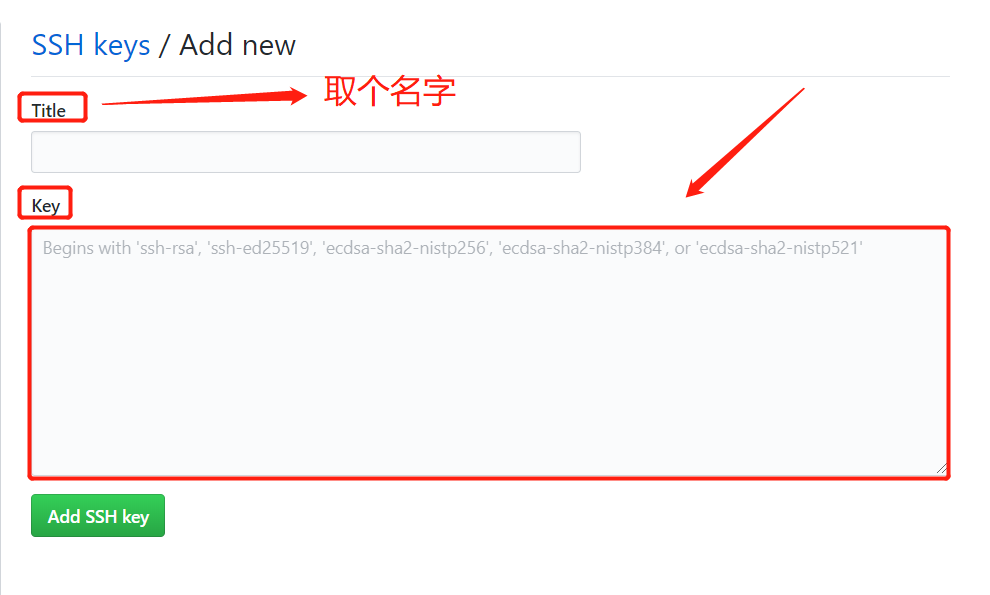 SSH keys / Add new
Title
取个名字
Key
Begins with 'ssh-rsa', 'ssh-ed25519', 'ecdsa-sha2-nistp256', 'ecdsa-sha2-nistp384', or 'ecdsa-sha2-nistp521'
Add SSH key